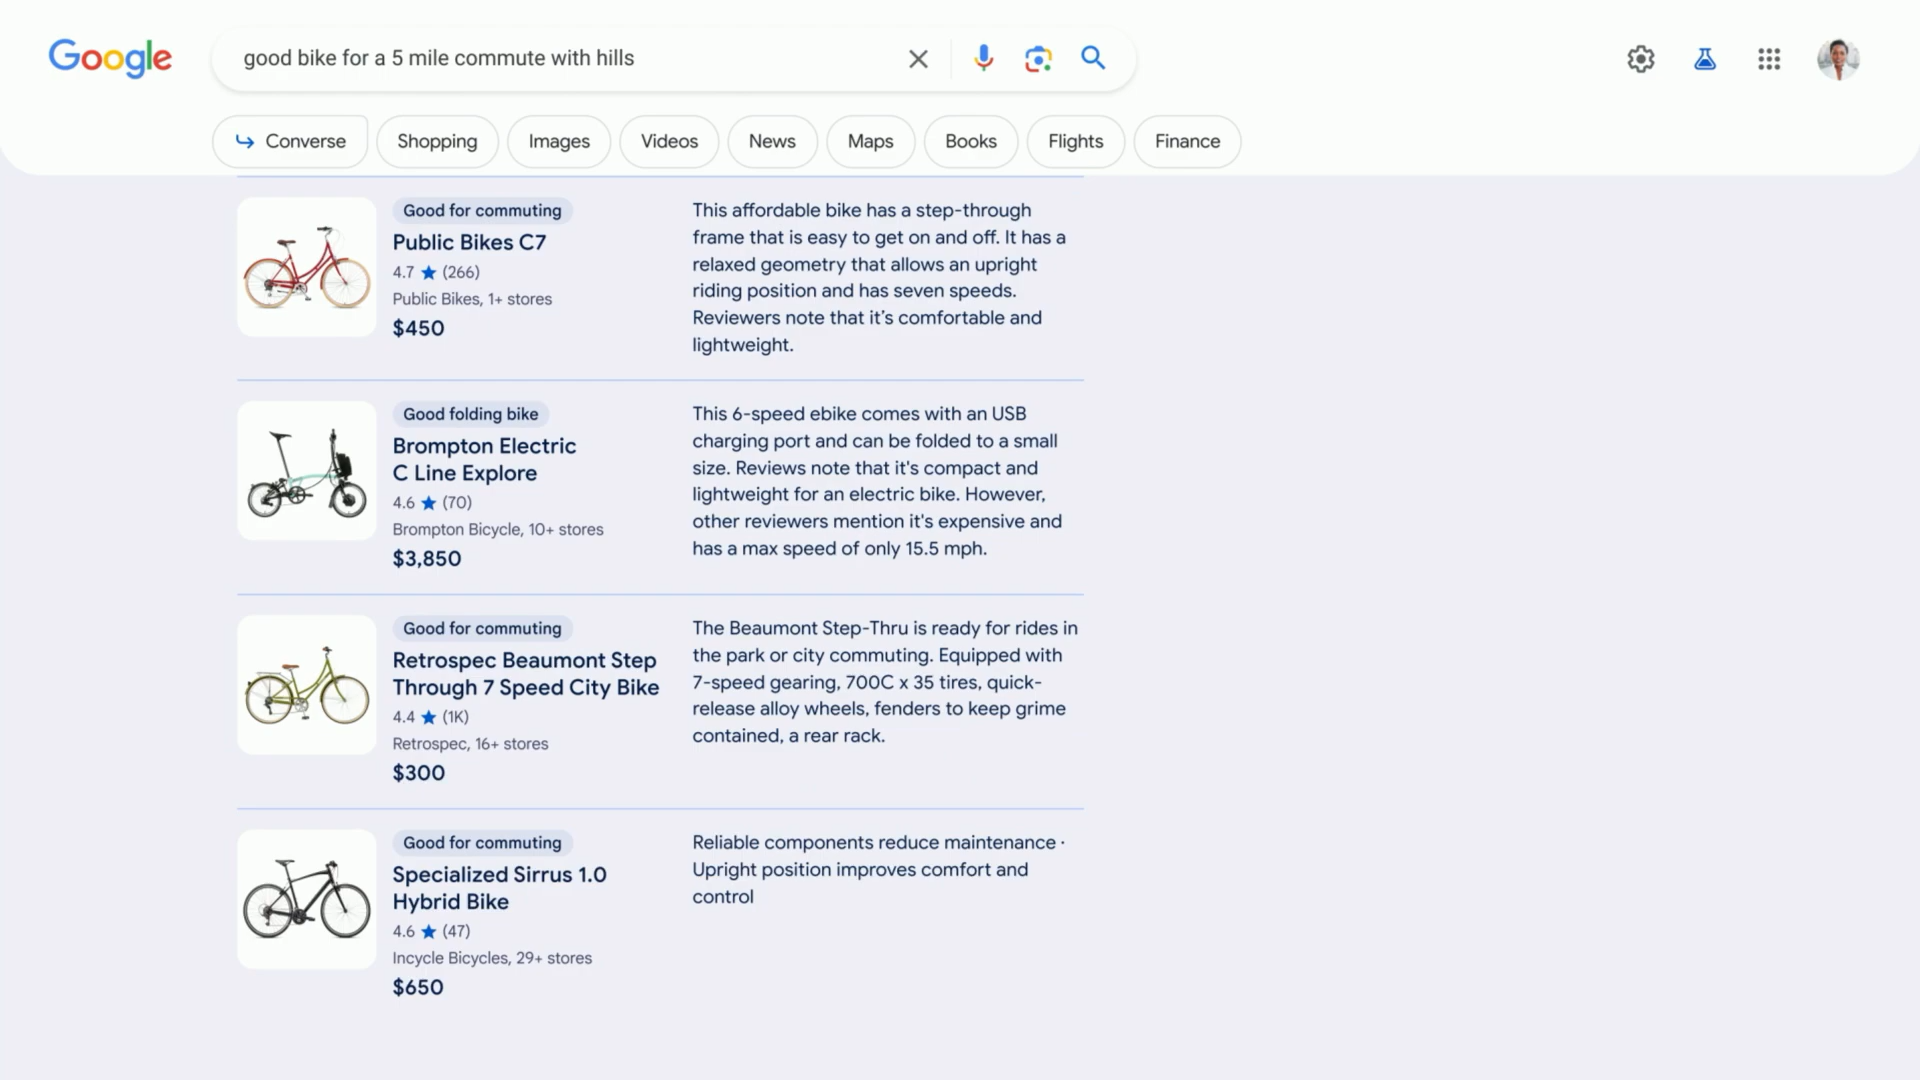 Google
good bike for a 5 mile commute with hills
Converse
Shopping
Images
Videos
News
Maps
Books
Flights
Finance
Good for commuting
Public Bikes C7
4.7 ★ (266)
Public Bikes, 1+ stores
$450
This affordable bike has a step-through
frame that is easy to get on and off. It has a
relaxed geometry that allows an upright
riding position and has seven speeds.
Reviewers note that it’s comfortable and
lightweight.
Good folding bike
Brompton Electric
C Line Explore
4.6 ★ (70)
Brompton Bicycle, 10+ stores
$3,850
This 6-speed ebike comes with an USB
charging port and can be folded to a small
size. Reviews note that it's compact and
lightweight for an electric bike. However,
other reviewers mention it's expensive and
has a max speed of only 15.5 mph.
Good for commuting
Retrospec Beaumont Step
Through 7 Speed City Bike
4.4 ★ (1K)
Retrospec, 16+ stores
$300
The Beaumont Step-Thru is ready for rides in
the park or city commuting. Equipped with
7-speed gearing, 700C x 35 tires, quick-
release alloy wheels, fenders to keep grime
contained, a rear rack.
Good for commuting
Specialized Sirrus 1.0
Hybrid Bike
4.6 ★ (47)
Incycle Bicycles, 29+ stores
$650
Reliable components reduce maintenance ·
Upright position improves comfort and
control